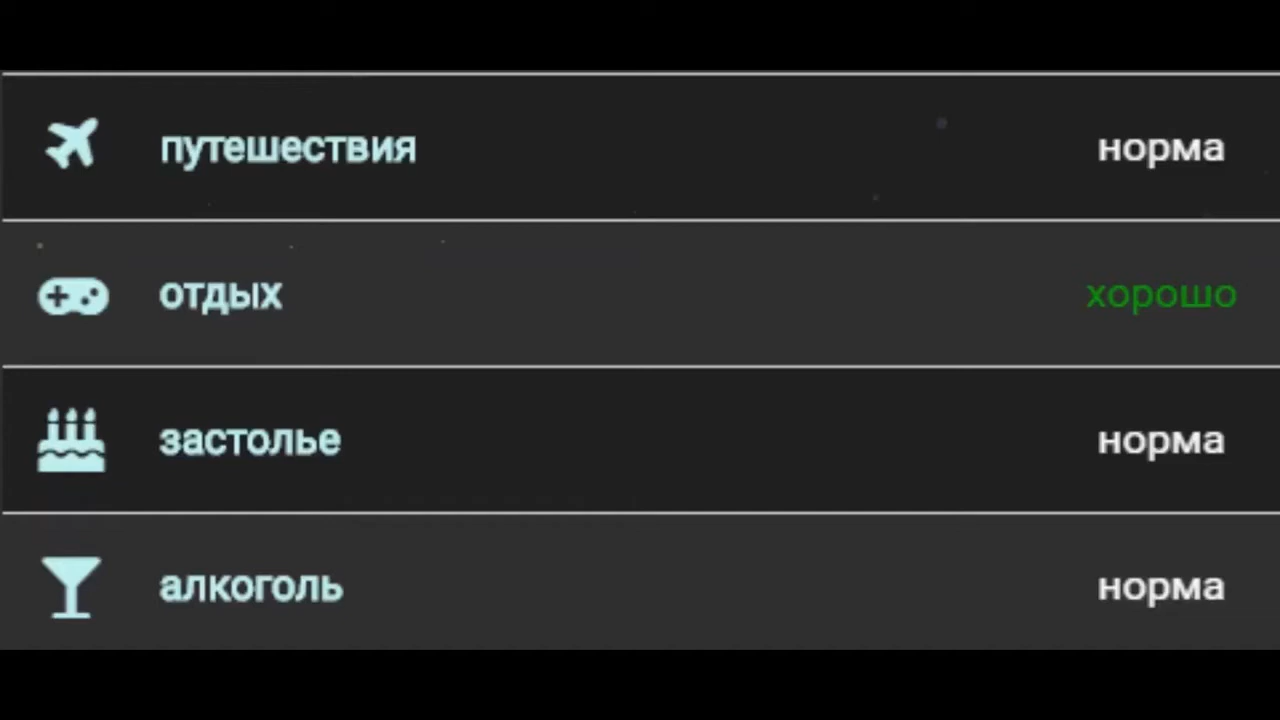 путешествия норма
отдых хорошо
застолье норма
алкоголь норма